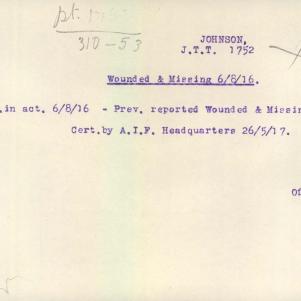 310-53
JOHNSON,
J.T.T. 1752
Wounded & Missing 6/8/16.
.in act. 6/8/16 - Prev. reported Wounded & Missin
Cert.by A.I.F. Headquarters 26/5/17.